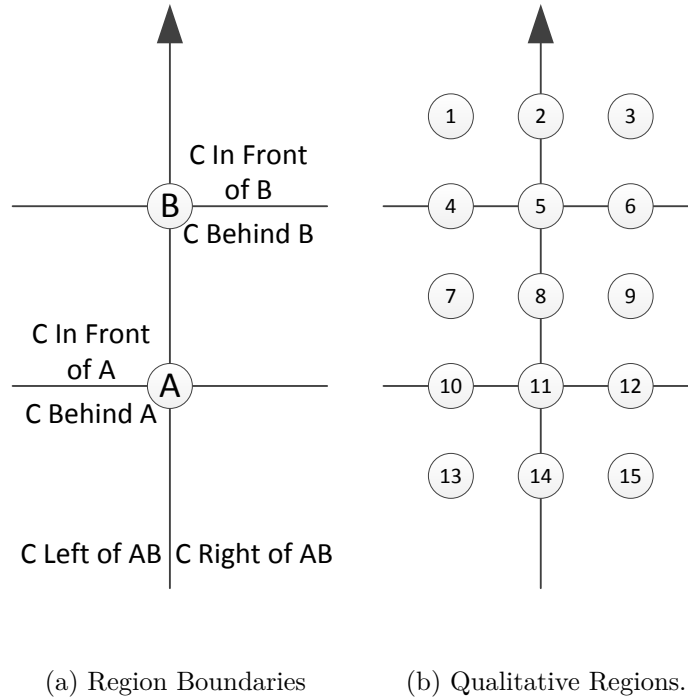 C In Front
of B
B
C Behind B
C In Front
of A
A
C Behind A
C Left of AB C Right of AB
(a) Region Boundaries
1 2 3
4 5 6
7 8 9
10 11 12
13 14 15
(b) Qualitative Regions.